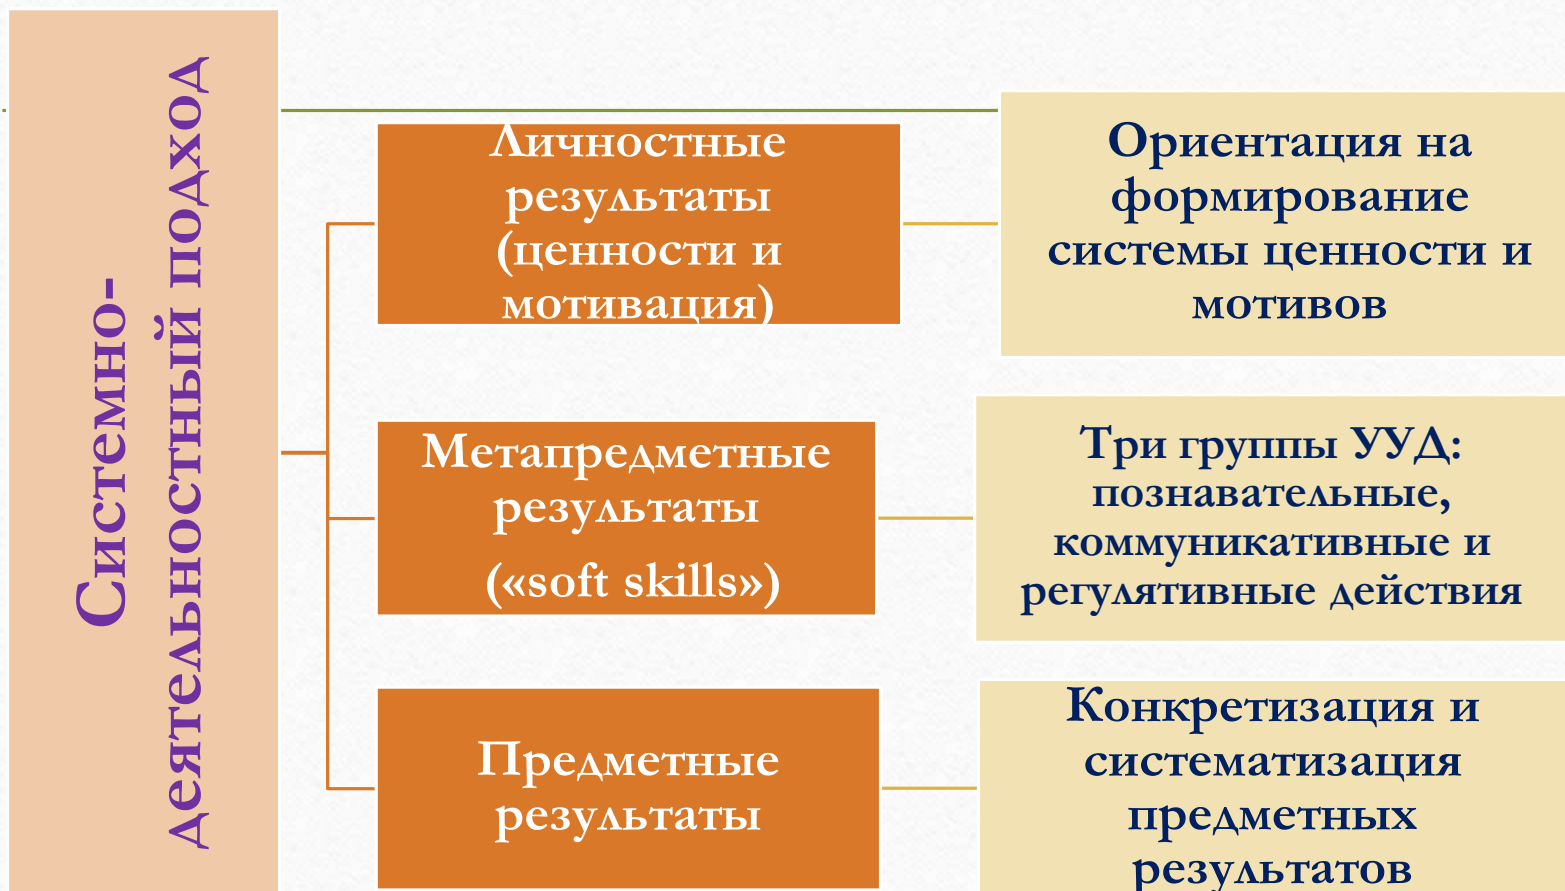 Системно-
деятельностный подход
Личностные
результаты
(ценности и
мотивация)
Ориентация на
формирование
системы ценности и
мотивов
Метапредметные
результаты
(«soft skills»)
Три группы УУД:
познавательные,
коммуникативные и
регулятивные действия
Предметные
результаты
Конкретизация и
систематизация
предметных
результатов